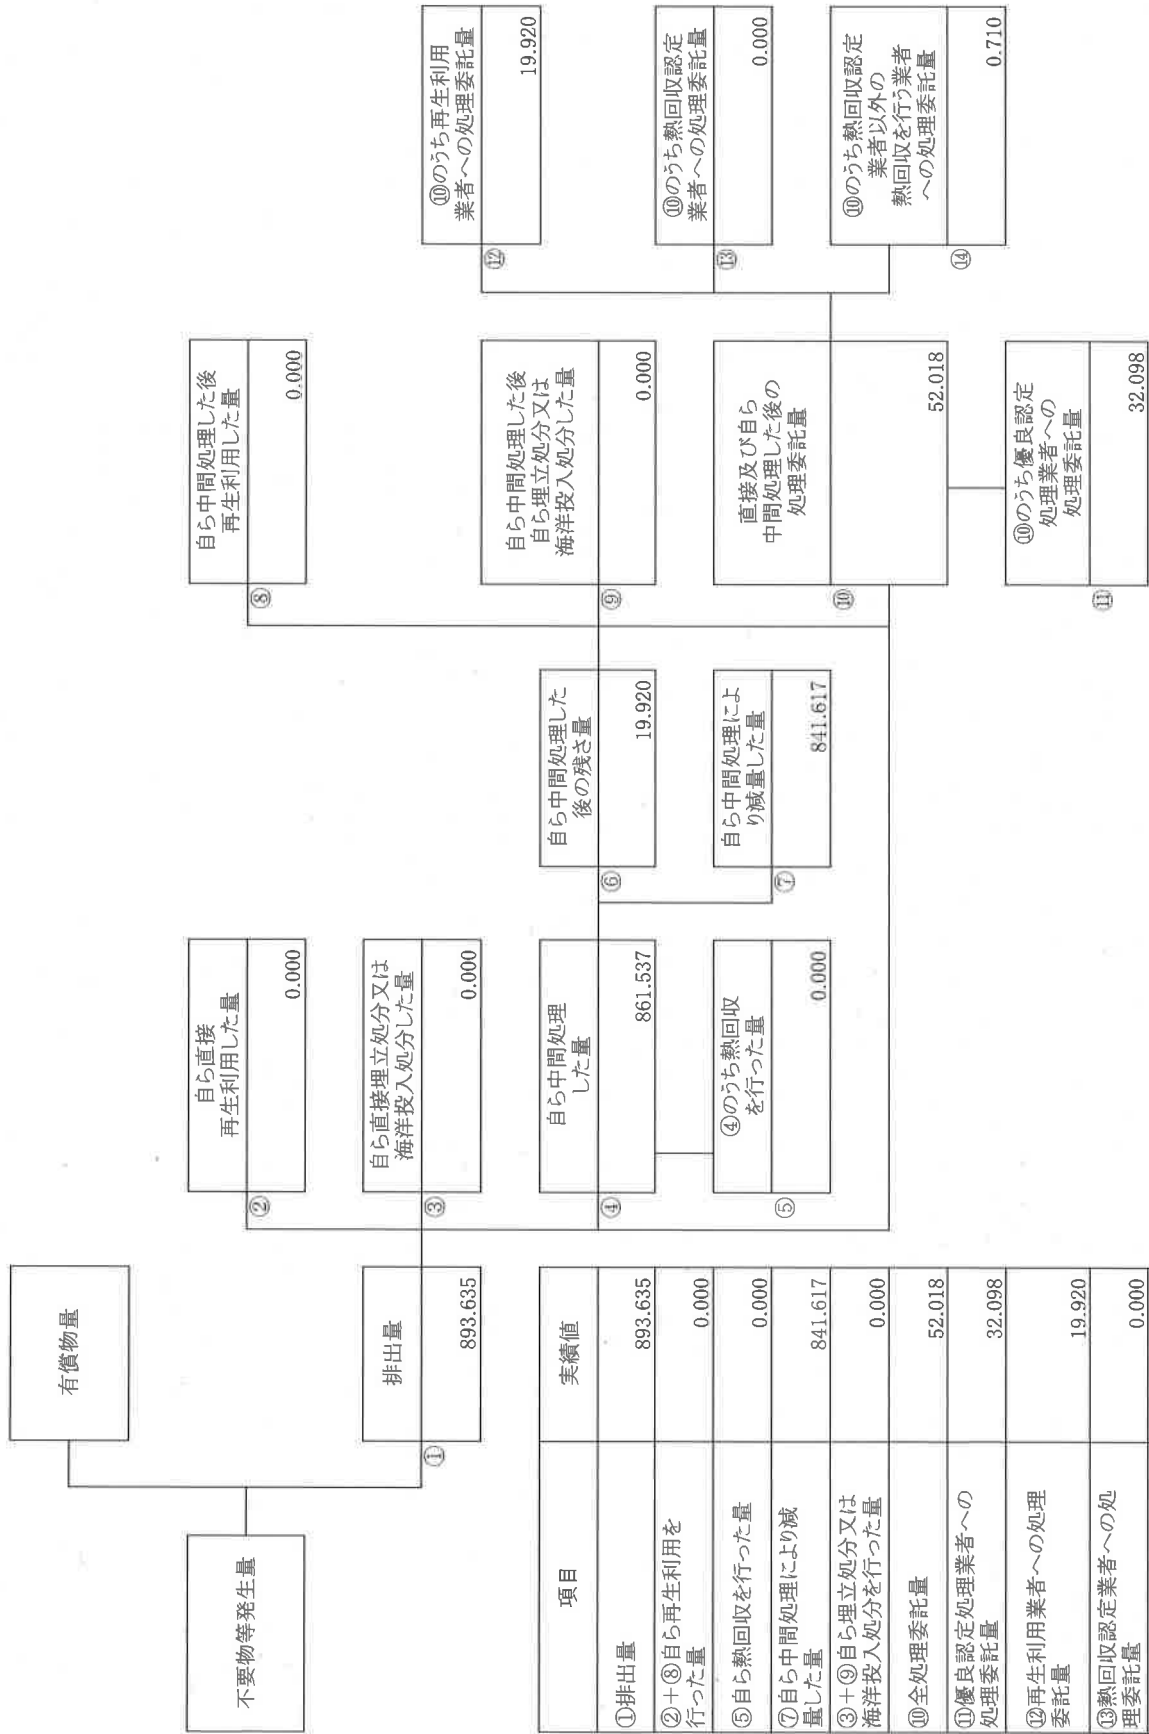 不要物等発生量
有償物量
①
排出量
893.635
②
自ら直接
再生利用した量
0.000
③
自ら直接埋立処分又は
海洋投入処分した量
0.000
④
自ら中間処理
した量
861.537
⑤
④のうち熱回収
を行った量
0.000
⑥
自ら中間処理した
後の残さ量
19.920
⑦
自ら中間処理によ
り減量した量
841.617
⑧
自ら中間処理した後
再生利用した量
0.000
⑨
自ら中間処理した後
自ら埋立処分又は
海洋投入処分した量
0.000
⑩
直接及び自ら
中間処理した後の
処理委託量
52.018
⑪
⑩のうち優良認定
処理業者への
処理委託量
32.098
⑫
⑩のうち再生利用
業者への処理委託量
19.920
⑬
⑩のうち熱回収認定
業者への処理委託量
0.000
⑭
⑩のうち熱回収認定
業者以外の
熱回収を行う業者
への処理委託量
0.710
項目 実績値
①排出量 893.635
②+⑧自ら再生利用を
行った量 0.000
⑤自ら熱回収を行った量 0.000
⑦自ら中間処理により減
量した量 841.617
③+⑨自ら埋立処分又は
海洋投入処分を行った量 0.000
⑩全処理委託量 52.018
⑪優良認定処理業者への
処理委託量 32.098
⑫再生利用業者への処理
委託量 19.920
⑬熱回収認定業者への処
理委託量 0.000